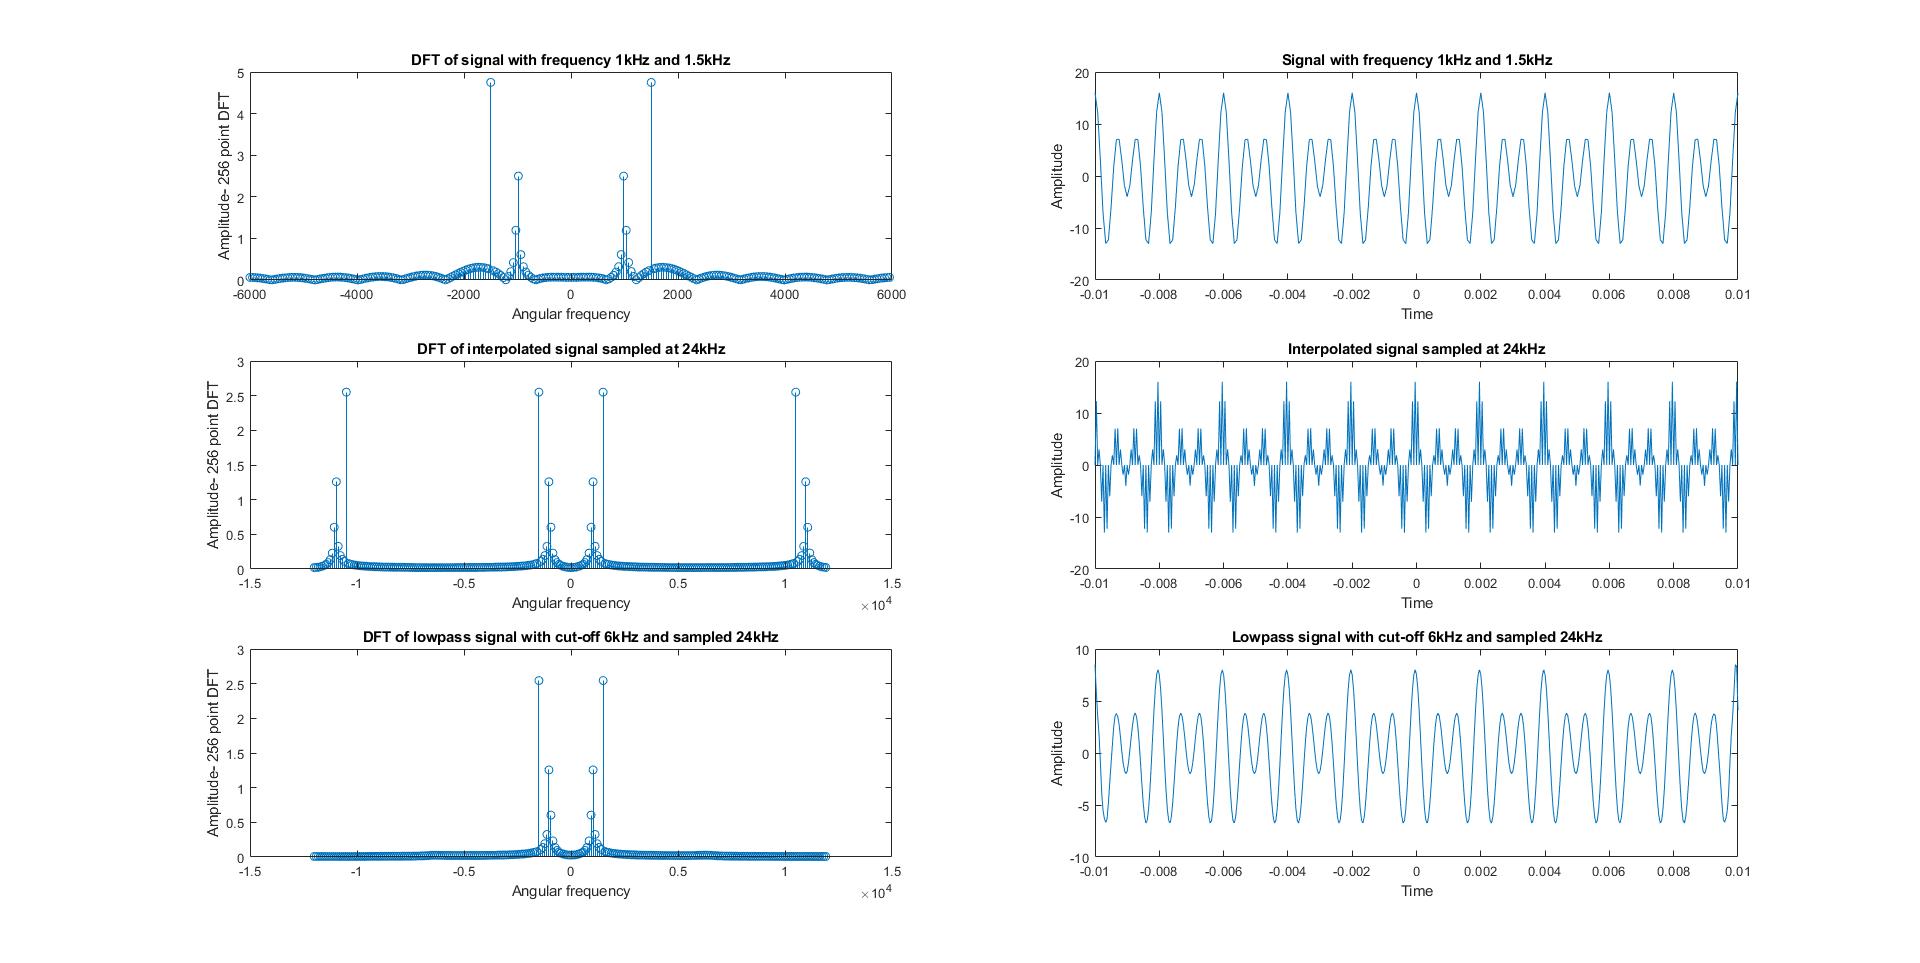 DFT of signal with frequency 1kHz and 1.5kHz
Amplitude- 256 point DFT
5
4
3
2
1
0
-6000 -4000 -2000 0 2000 4000 6000
Angular frequency
Signal with frequency 1kHz and 1.5kHz
Amplitude
20
10
0
-10
-20
-0.01 -0.008 -0.006 -0.004 -0.002 0 0.002 0.004 0.006 0.008 0.01
Time
DFT of interpolated signal sampled at 24kHz
Amplitude- 256 point DFT
3
2.5
2
1.5
1
0.5
0
-1.5 -1 -0.5 0 0.5 1 1.5
Angular frequency
×10⁴
Interpolated signal sampled at 24kHz
Amplitude
20
10
0
-10
-20
-0.01 -0.008 -0.006 -0.004 -0.002 0 0.002 0.004 0.006 0.008 0.01
Time
DFT of lowpass signal with cut-off 6kHz and sampled 24kHz
Amplitude- 256 point DFT
3
2.5
2
1.5
1
0.5
0
-1.5 -1 -0.5 0 0.5 1 1.5
Angular frequency
×10⁴
Lowpass signal with cut-off 6kHz and sampled 24kHz
Amplitude
10
5
0
-5
-10
-0.01 -0.008 -0.006 -0.004 -0.002 0 0.002 0.004 0.006 0.008 0.01
Time